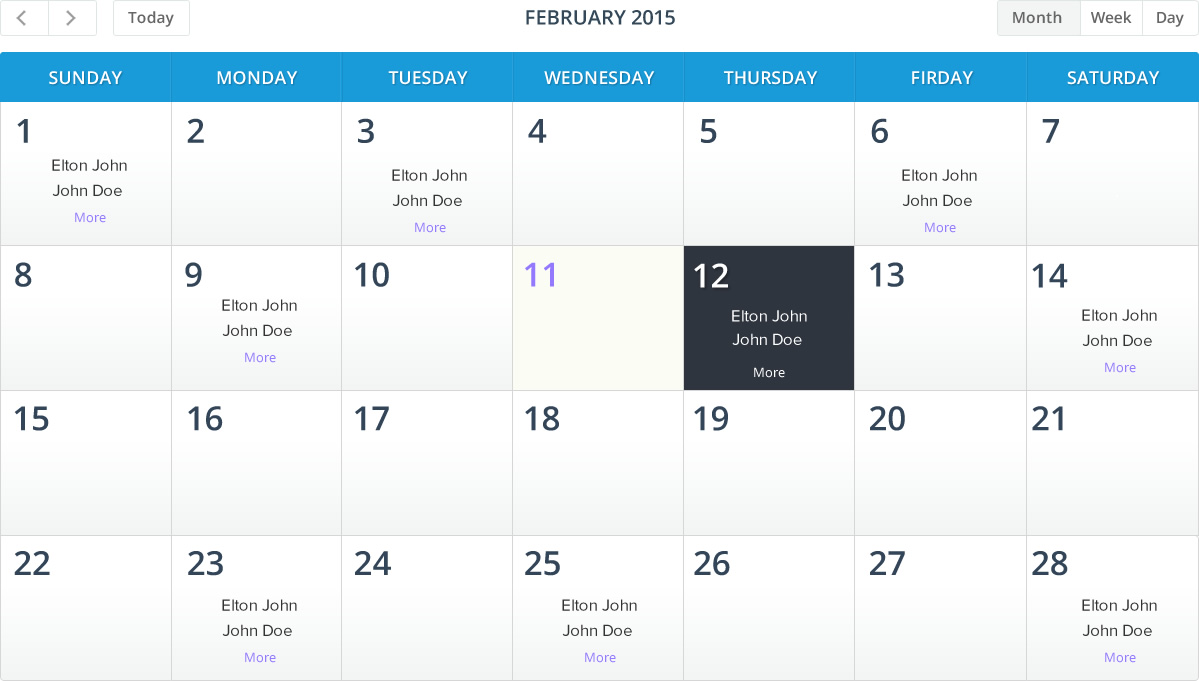 Today FEBRUARY 2015 Month Week Day
SUNDAY MONDAY TUESDAY WEDNESDAY THURSDAY FIRDAY SATURDAY
1 2 3 4 5 6 7
Elton John Elton John Elton John
John Doe John Doe John Doe
More More More
8 9 10 11 12 13 14
Elton John Elton John Elton John
John Doe John Doe John Doe
More More More
15 16 17 18 19 20 21
22 23 24 25 26 27 28
Elton John Elton John Elton John
John Doe John Doe John Doe
More More More